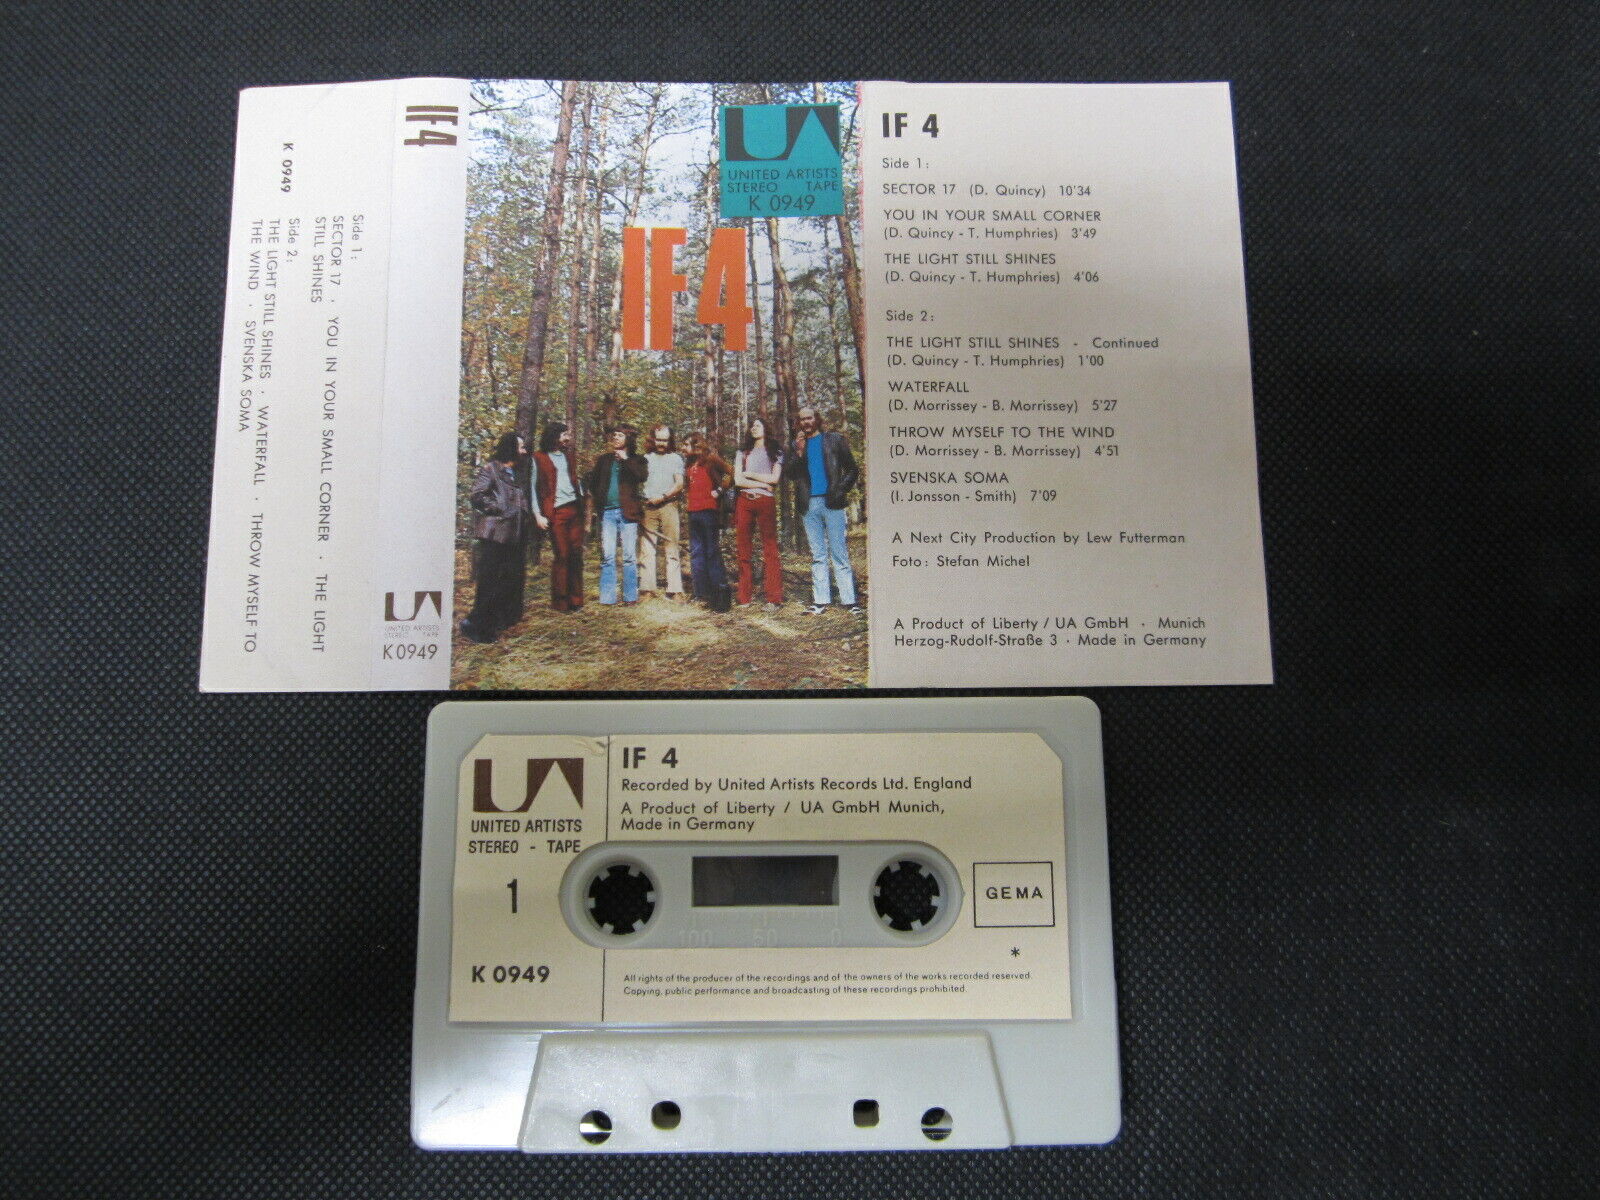 K 0949
Side 1:
SECTOR 17 · YOU IN YOUR SMALL CORNER · THE LIGHT
STILL SHINES
Side 2:
THE LIGHT STILL SHINES · WATERFALL · THROW MYSELF TO
THE WIND · SVENSKA SOMA
IF 4
UA
UNITED ARTISTS
STEREO TAPE
K 0949
UA
UNITED ARTISTS
STEREO TAPE
K 0949
IF 4
IF 4
Side 1:
SECTOR 17 (D. Quincy) 10'34
YOU IN YOUR SMALL CORNER
(D. Quincy - T. Humphries) 3'49
THE LIGHT STILL SHINES
(D. Quincy - T. Humphries) 4'06
Side 2:
THE LIGHT STILL SHINES - Continued
(D. Quincy - T. Humphries) 1'00
WATERFALL
(D. Morrissey - B. Morrissey) 5'27
THROW MYSELF TO THE WIND
(D. Morrissey - B. Morrissey) 4'51
SVENSKA SOMA
(I. Jonsson - Smith) 7'09
A Next City Production by Lew Futterman
Foto: Stefan Michel
A Product of Liberty / UA GmbH · Munich
Herzog-Rudolf-Straße 3 · Made in Germany
UA
UNITED ARTISTS
STEREO - TAPE
1
K 0949
IF 4
Recorded by United Artists Records Ltd. England
A Product of Liberty / UA GmbH Munich,
Made in Germany
100 50 0
GEMA
*
All rights of the producer of the recordings and of the owners of the works recorded reserved.
Copying, public performance and broadcasting of these recordings prohibited.